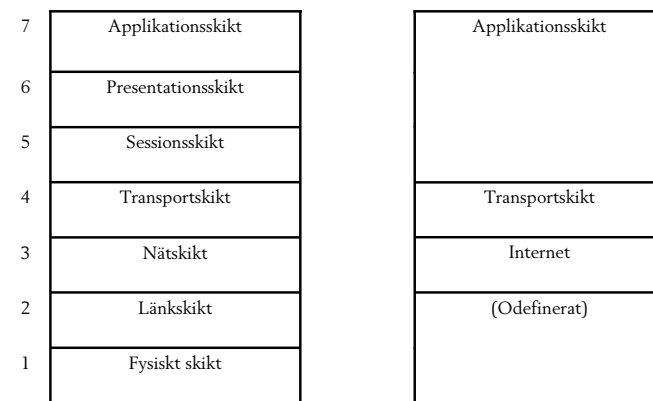 7 Applikationsskikt Applikationsskikt
6 Presentationsskikt
5 Sessionsskikt
4 Transportskikt Transportskikt
3 Nätskikt Internet
2 Länkskikt (Odefinerat)
1 Fysiskt skikt